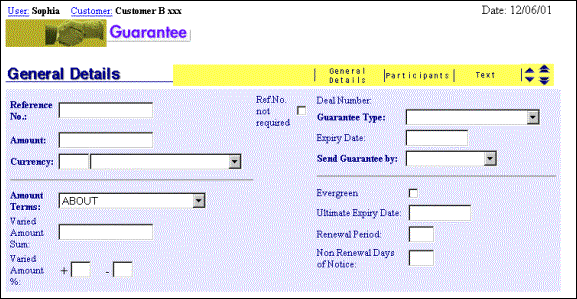 User: Sophia Customer: Customer B xxx Date: 12/06/01
Guarantee
General Details
General Details
Participants
Text
Reference No.:
Ref.No. not required
Amount:
Currency:
Amount Terms: ABOUT
Varied Amount Sum:
Varied Amount %: + -
Deal Number:
Guarantee Type:
Expiry Date:
Send Guarantee by:
Evergreen
Ultimate Expiry Date:
Renewal Period:
Non Renewal Days of Notice: